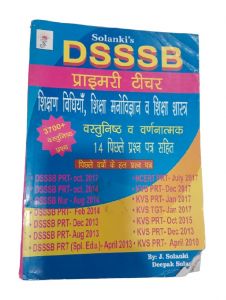 Solanki's
DSSSB
प्राइमरी टीचर
शिक्षण विधियाँ, शिक्षा मनोविज्ञान व शिक्षा शास्त्र
3700+
वस्तुनिष्ठ
प्रश्न
वस्तुनिष्ठ व वर्णनात्मक
14 पिछले प्रश्न पत्र सहित
पिछले वर्षों के हल प्रश्न पत्र
DSSSB PRT- oct. 2017
DSSSB PRT- oct. 2014
DSSSB Nur - Aug 2014
DSSSB PRT- Feb 2014
DSSSB PRT- Dec 2013
DSSSB PRT- Aug 2013
DSSSB PRT (Spl. Edu.)- April 2013
NCERT PRT- July 2017
KVS PRT- Dec 2017
KVS PRT- Jan 2017
KVS TGT- Jan 2017
KVS PRT- Oct 2015
KVS PRT- Dec 2013
KVS PRT- April 2010
By: J. Solanki
Deepak